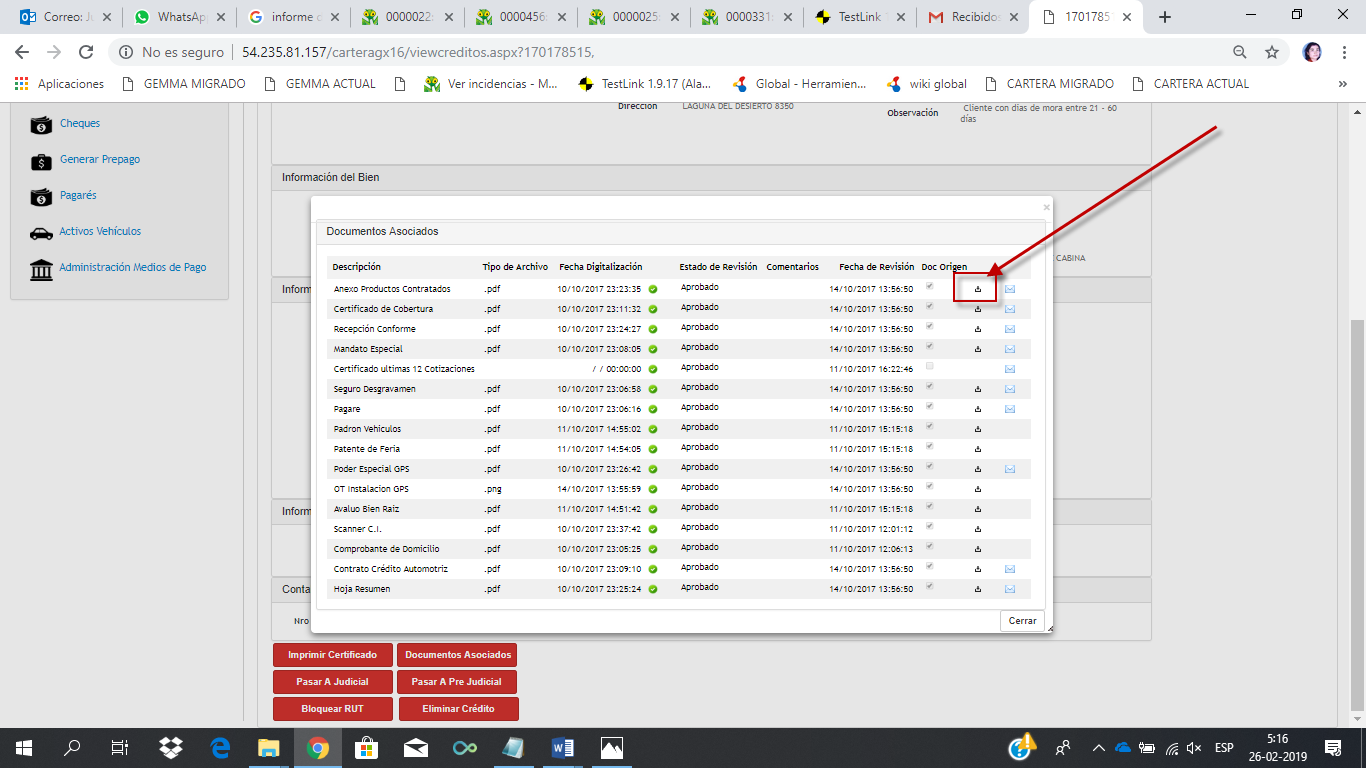 Correo: Ju
WhatsApp
informe d
0000022
0000456
0000025
0000331
TestLink 1
Recibidos
1701785
No es seguro
54.235.81.157/carteragx16/viewcreditos.aspx?170178515,
Aplicaciones
GEMMA MIGRADO
GEMMA ACTUAL
Ver incidencias - M...
TestLink 1.9.17 (Ala...
Global - Herramien...
wiki global
CARTERA MIGRADO
CARTERA ACTUAL
»
Cheques
Generar Prepago
Pagarés
Activos Vehículos
Administración Medios de Pago
Direccion LAGUNA DEL DESIERTO 8350
Observación Cliente con dias de mora entre 21 - 60 días
Información del Bien
CABINA
Inform
Inform
Conta
Nro
Documentos Asociados
Descripción Tipo de Archivo Fecha Digitalización Estado de Revisión Comentarios Fecha de Revisión Doc Origen
Anexo Productos Contratados .pdf 10/10/2017 23:23:35 Aprobado 14/10/2017 13:56:50
Certificado de Cobertura .pdf 10/10/2017 23:11:32 Aprobado 14/10/2017 13:56:50
Recepción Conforme .pdf 10/10/2017 23:24:27 Aprobado 14/10/2017 13:56:50
Mandato Especial .pdf 10/10/2017 23:08:05 Aprobado 14/10/2017 13:56:50
Certificado ultimas 12 Cotizaciones / / 00:00:00 Aprobado 11/10/2017 16:22:46
Seguro Desgravamen .pdf 10/10/2017 23:06:58 Aprobado 14/10/2017 13:56:50
Pagare .pdf 10/10/2017 23:06:16 Aprobado 14/10/2017 13:56:50
Padron Vehiculos .pdf 11/10/2017 14:55:02 Aprobado 11/10/2017 15:15:18
Patente de Feria .pdf 11/10/2017 14:54:05 Aprobado 11/10/2017 15:15:18
Poder Especial GPS .pdf 10/10/2017 23:26:42 Aprobado 14/10/2017 13:56:50
OT Instalacion GPS .png 14/10/2017 13:55:59 Aprobado 14/10/2017 13:56:50
Avaluo Bien Raiz .pdf 11/10/2017 14:51:42 Aprobado 11/10/2017 15:15:18
Scanner C.I. .pdf 10/10/2017 23:37:42 Aprobado 11/10/2017 12:01:12
Comprobante de Domicilio .pdf 10/10/2017 23:05:25 Aprobado 11/10/2017 12:06:13
Contrato Crédito Automotriz .pdf 10/10/2017 23:09:10 Aprobado 14/10/2017 13:56:50
Hoja Resumen .pdf 10/10/2017 23:25:24 Aprobado 14/10/2017 13:56:50
Cerrar
Imprimir Certificado Documentos Asociados
Pasar A Judicial Pasar A Pre Judicial
Bloquear RUT Eliminar Crédito
ESP
5:16
26-02-2019